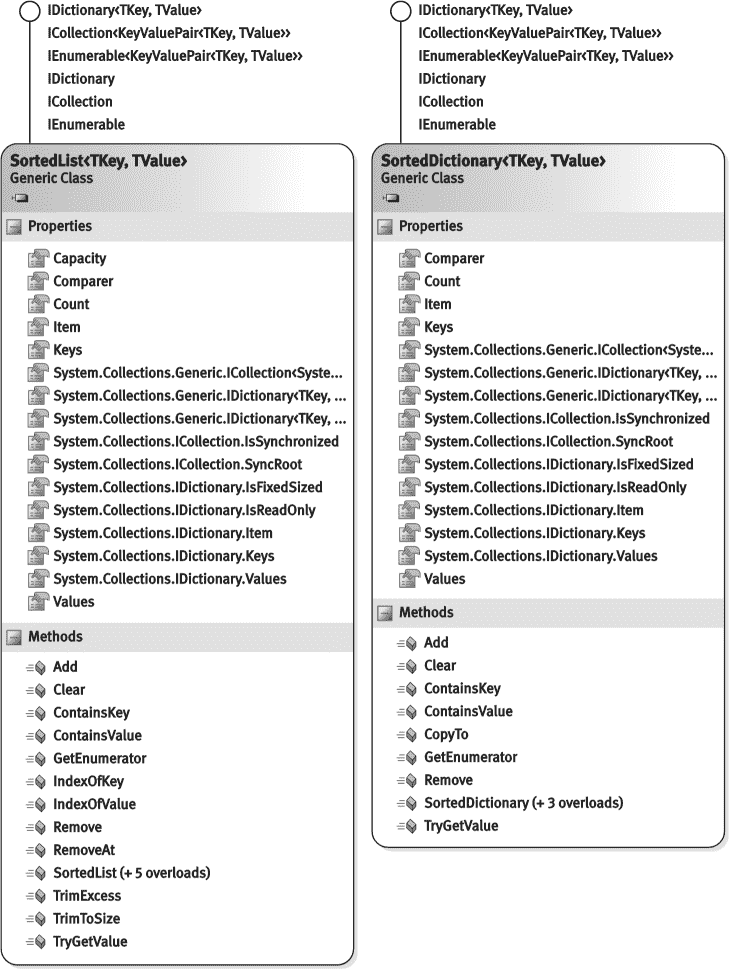 IDictionary<TKey, TValue>
ICollection<KeyValuePair<TKey, TValue>>
IEnumerable<KeyValuePair<TKey, TValue>>
IDictionary
ICollection
IEnumerable
SortedList<TKey, TValue>
Generic Class
Properties
Capacity
Comparer
Count
Item
Keys
System.Collections.Generic.ICollection<Syste...
System.Collections.Generic.IDictionary<TKey, ...
System.Collections.Generic.IDictionary<TKey, ...
System.Collections.ICollection.IsSynchronized
System.Collections.ICollection.SyncRoot
System.Collections.IDictionary.IsFixedSized
System.Collections.IDictionary.IsReadOnly
System.Collections.IDictionary.Item
System.Collections.IDictionary.Keys
System.Collections.IDictionary.Values
Values
Methods
Add
Clear
ContainsKey
ContainsValue
GetEnumerator
IndexOfKey
IndexOfValue
Remove
RemoveAt
SortedList (+ 5 overloads)
TrimExcess
TrimToSize
TryGetValue
IDictionary<TKey, TValue>
ICollection<KeyValuePair<TKey, TValue>>
IEnumerable<KeyValuePair<TKey, TValue>>
IDictionary
ICollection
IEnumerable
SortedDictionary<TKey, TValue>
Generic Class
Properties
Comparer
Count
Item
Keys
System.Collections.Generic.ICollection<Syste...
System.Collections.Generic.IDictionary<TKey, ...
System.Collections.Generic.IDictionary<TKey, ...
System.Collections.ICollection.IsSynchronized
System.Collections.ICollection.SyncRoot
System.Collections.IDictionary.IsFixedSized
System.Collections.IDictionary.IsReadOnly
System.Collections.IDictionary.Item
System.Collections.IDictionary.Keys
System.Collections.IDictionary.Values
Values
Methods
Add
Clear
ContainsKey
ContainsValue
CopyTo
GetEnumerator
Remove
SortedDictionary (+ 3 overloads)
TryGetValue